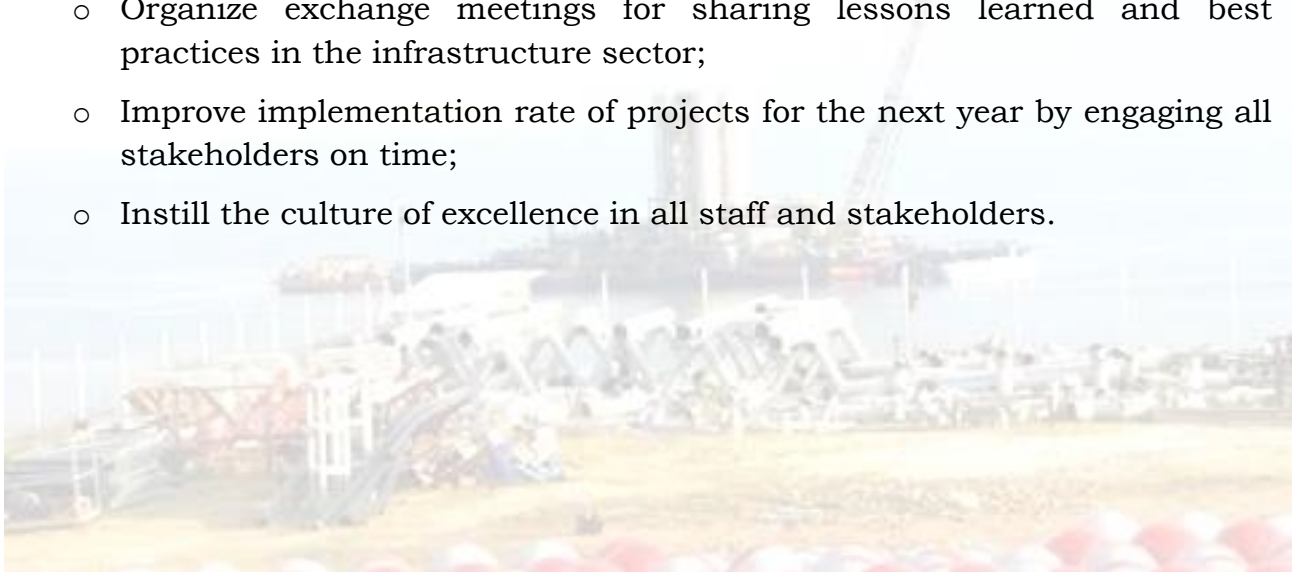 o Organize exchange meetings for sharing lessons learned and best
practices in the infrastructure sector;
o Improve implementation rate of projects for the next year by engaging all
stakeholders on time;
o Instill the culture of excellence in all staff and stakeholders.